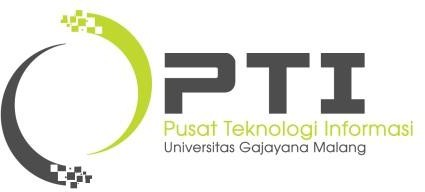 PTI
Pusat Teknologi Informasi
Universitas Gajayana Malang